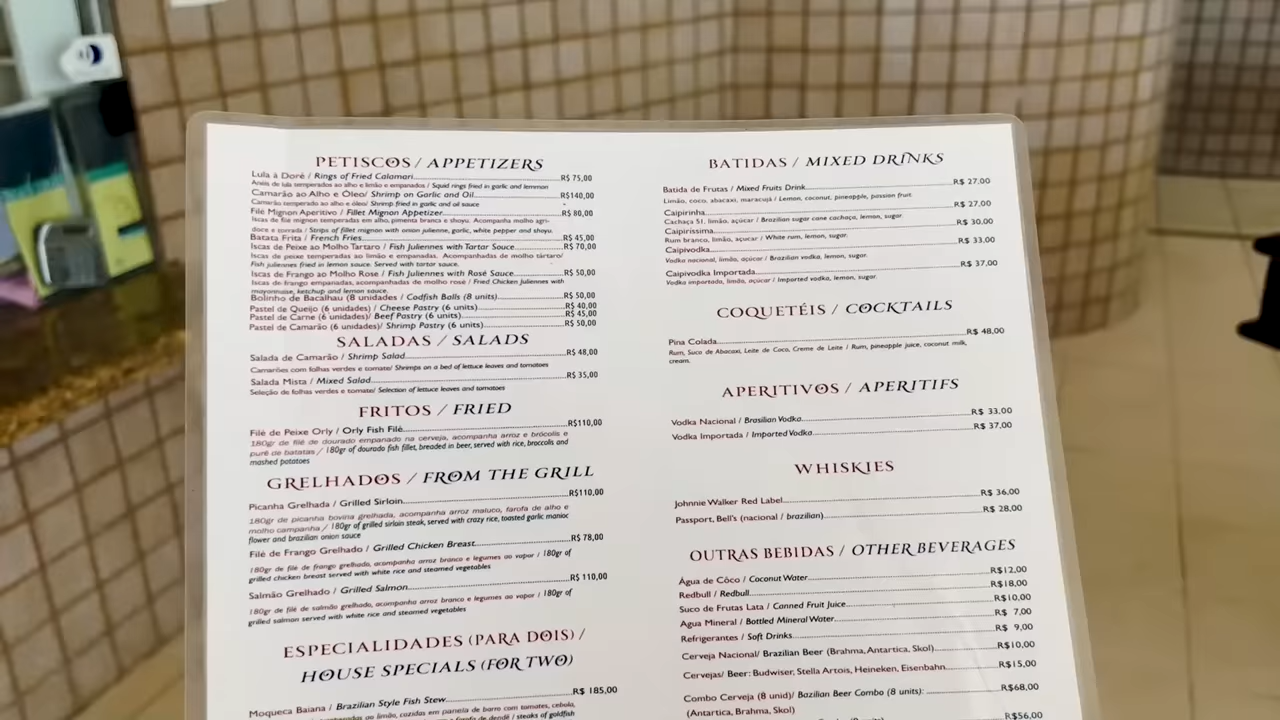 PETISCOS / APPETIZERS
Lula à Doré / Rings of Fried Calamari R$ 75,00
Anéis de lula temperados ao alho e limão e empanados / Squid rings fried in garlic and lemmon
Camarão ao Alho e Óleo/ Shrimp on Garlic and Oil R$140,00
Camarão temperado ao alho e óleo/ Shrimp fried in garlic and oil sauce
Filé Mignon Aperitivo / Fillet Mignon Appetizer R$ 80,00
Iscas de filé mignon temperadas em alho, pimenta branca e shoyu. Acompanha molho agri-
doce e torrada / Strips of fillet mignon with onion julienne, garlic, white pepper and shoyu.
Batata Frita / French Fries R$ 45,00
Iscas de Peixe ao Molho Tartaro / Fish Juliennes with Tartar Sauce R$ 70,00
Iscas de peixe temperadas ao limão e empanadas. Acompanhadas de molho tártaro/
Fish juliennes fried in lemon sauce. Served with tartar sauce.
Iscas de Frango ao Molho Rose / Fish Juliennes with Rosé Sauce R$ 50,00
Iscas de frango empanadas, acompanhadas de molho rosé / Fried Chicken Juliennes with
mayonnaise, ketchup and lemon sauce.
Bolinho de Bacalhau (8 unidades / Codfish Balls (8 units) R$ 50,00
Pastel de Queijo (6 unidades) / Cheese Pastry (6 units) R$ 40,00
Pastel de Carne (6 unidades)/ Beef Pastry (6 units) R$ 45,00
Pastel de Camarão (6 unidades) / Shrimp Pastry (6 units) R$ 50,00
SALADAS / SALADS
Salada de Camarão / Shrimp Salad R$ 48,00
Camarões com folhas verdes e tomate/ Shrimps on a bed of lettuce leaves and tomatoes
Salada Mista / Mixed Salad R$ 35,00
Seleção de folhas verdes e tomate/ Selection of lettuce leaves and tomatoes
FRITOS / FRIED
Filé de Peixe Orly / Orly Fish Filé R$110,00
180gr de filé de dourado empanado na cerveja, acompanha arroz e brócolis e
purê de batatas / 180gr of dourado fish fillet, breaded in beer, served with rice, broccolis and
mashed potatoes
GRELHADOS / FROM THE GRILL
Picanha Grelhada / Grilled Sirloin R$110,00
180gr de picanha bovina grelhada, acompanha arroz maluco, farofa de alho e
molho campanha / 180gr of grilled sirloin steak, served with crazy rice, toasted garlic manioc
flower and brazilian onion sauce
Filé de Frango Grelhado / Grilled Chicken Breast R$ 78,00
180gr de filé de frango grelhado, acompanha arroz branco e legumes ao vapor / 180gr of
grilled chicken breast served with white rice and steamed vegetables
Salmão Grelhado / Grilled Salmon R$ 110,00
180gr de filé de salmão grelhado, acompanha arroz branco e legumes ao vapor / 180gr of
grilled salmon served with white rice and steamed vegetables
ESPECIALIDADES (PARA DOIS) /
HOUSE SPECIALS (FOR TWO)
Moqueca Baiana / Brazilian Style Fish Stew R$ 185,00
ao limão, cozidas em panela de barro com tomates, cebola,
farofa de dendê / steaks of goldfish
BATIDAS / MIXED DRINKS
Batida de Frutas / Mixed Fruits Drink R$ 27,00
Limão, coco, abacaxi, maracujá / Lemon, coconut, pineapple, passion fruit.
Caipirinha R$ 27,00
Cachaça 51, limão, açúcar / Brazilian sugar cane cachaça, lemon, sugar.
Caipiríssima R$ 30,00
Rum branco, limão, açucar / White rum, lemon, sugar.
Caipivodka R$ 33,00
Vodka nacional, limão, açúcar / Brazilian vodka, lemon, sugar.
Caipivodka Importada R$ 37,00
Vodka importada, limão, açúcar / Imported vodka, lemon, sugar.
COQUETÉIS / COCKTAILS
Pina Colada R$ 48,00
Rum, Suco de Abacaxi, Leite de Coco, Creme de Leite / Rum, pineapple juice, coconut milk,
cream.
APERITIVOS / APERITIFS
Vodka Nacional / Brasilian Vodka R$ 33,00
Vodka Importada / Imported Vodka R$ 37,00
WHISKIES
Johnnie Walker Red Label R$ 36,00
Passport, Bell's (nacional / brazilian) R$ 28,00
OUTRAS BEBIDAS / OTHER BEVERAGES
Água de Côco / Coconut Water R$12,00
Redbull / Redbull R$18,00
Suco de Frutas Lata / Canned Fruit Juice R$10,00
Agua Mineral / Bottled Mineral Water R$ 7,00
Refrigerantes / Soft Drinks R$ 9,00
Cerveja Nacional/ Brazilian Beer (Brahma, Antartica, Skol) R$10,00
Cervejas/ Beer: Budwiser, Stella Artois, Heineken, Eisenbahn R$15,00
Combo Cerveja (8 unid)/ Bazilian Beer Combo (8 units): R$68,00
(Antartica, Brahma, Skol)
R$56,00